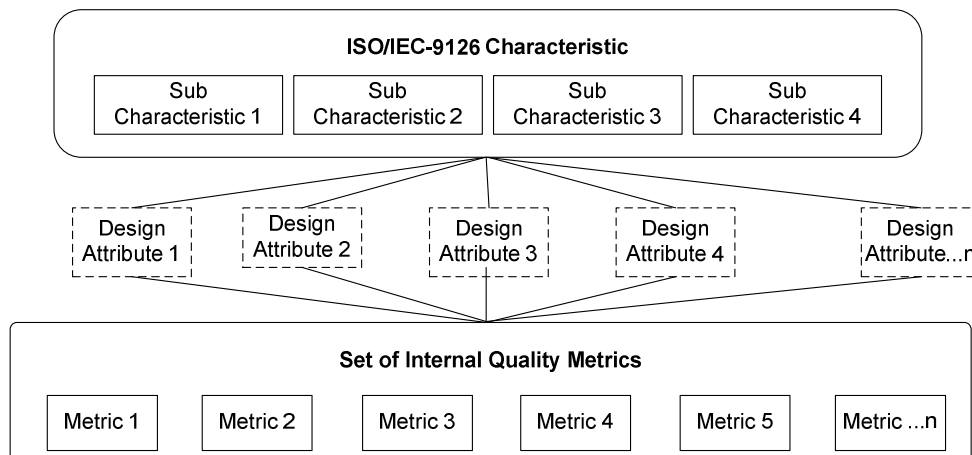 ISO/IEC-9126 Characteristic
Sub
Characteristic 1
Sub
Characteristic 2
Sub
Characteristic 3
Sub
Characteristic 4
Design
Attribute 1
Design
Attribute 2
Design
Attribute 3
Design
Attribute 4
Design
Attribute...n
Set of Internal Quality Metrics
Metric 1
Metric 2
Metric 3
Metric 4
Metric 5
Metric ...n